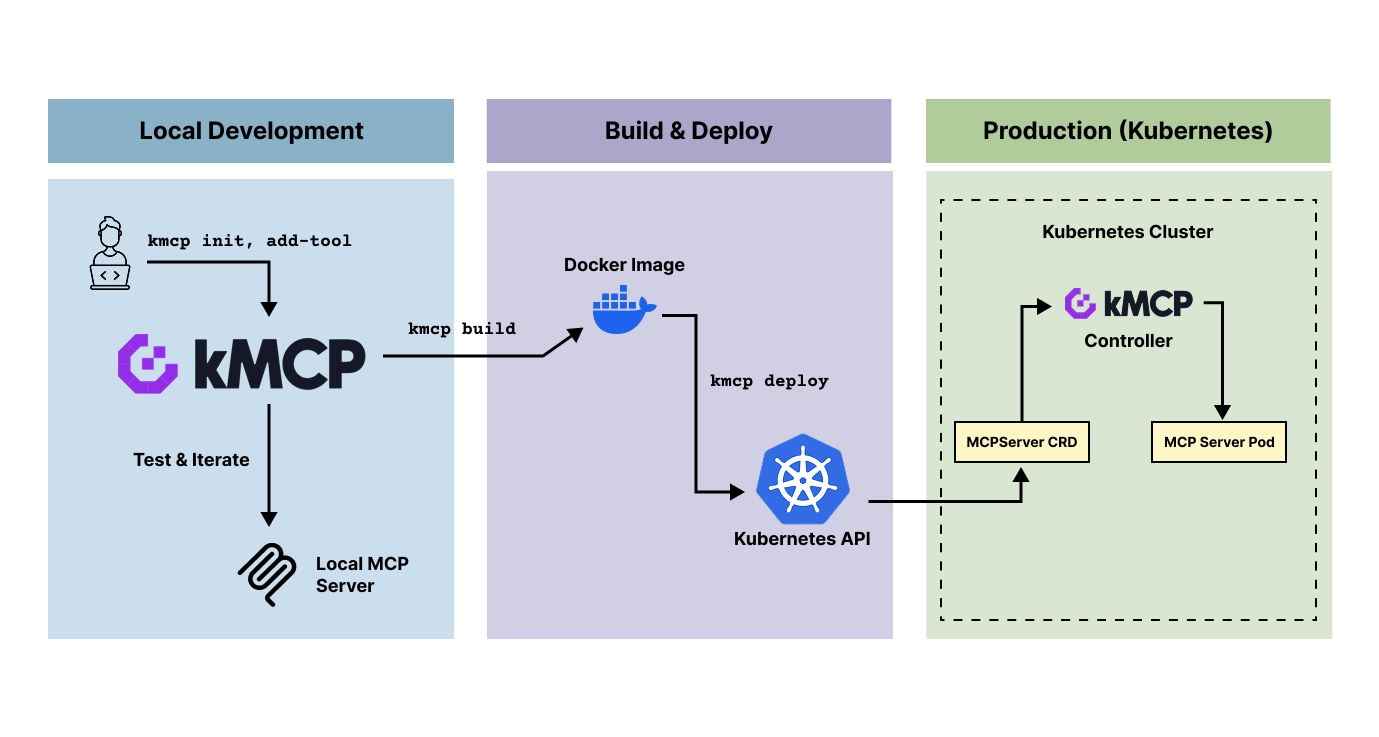 Local Development
kmcp init, add-tool
kMCP
Test & Iterate
Local MCP
Server
kmcp build
Build & Deploy
Docker Image
kmcp deploy
Kubernetes API
Production (Kubernetes)
Kubernetes Cluster
kMCP
Controller
MCPServer CRD
MCP Server Pod